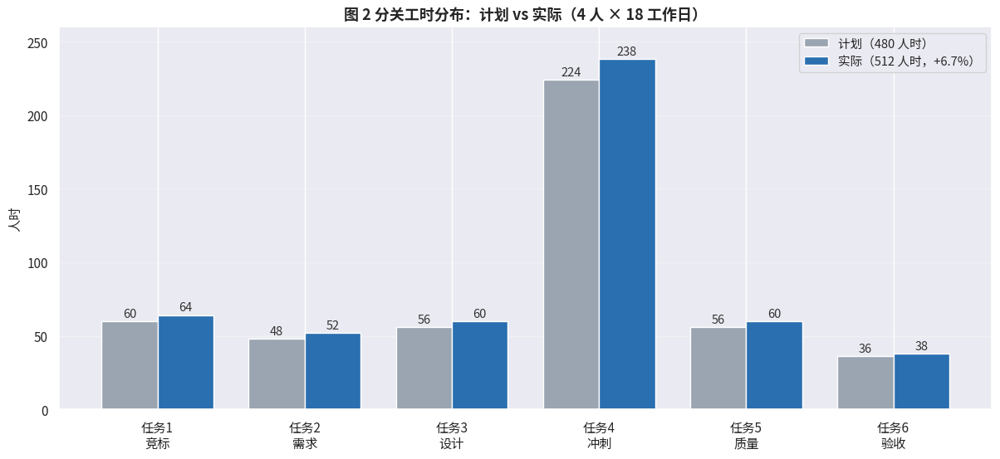 图 2 分关工时分布：计划 vs 实际（4 人 × 18 工作日）
计划（480 人时）
实际（512 人时，+6.7%）
人时
250
200
150
100
50
0
60
64
48
52
56
60
224
238
56
60
36
38
任务1
竞标
任务2
需求
任务3
设计
任务4
冲刺
任务5
质量
任务6
验收